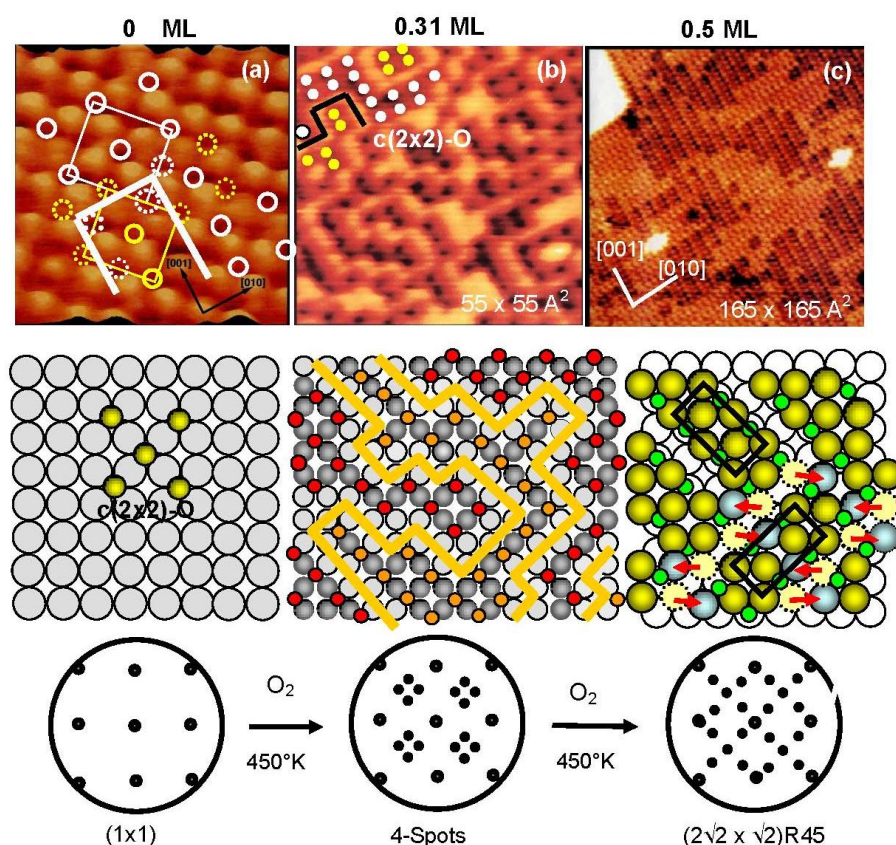 0 ML
0.31 ML
0.5 ML
(a)
(b)
(c)
c(2x2)-O
[001]
[010]
55 x 55 A²
[001]
[010]
165 x 165 A²
c(2x2)-O
O₂
O₂
450°K
450°K
(1x1)
4-Spots
(2√2 x √2)R45